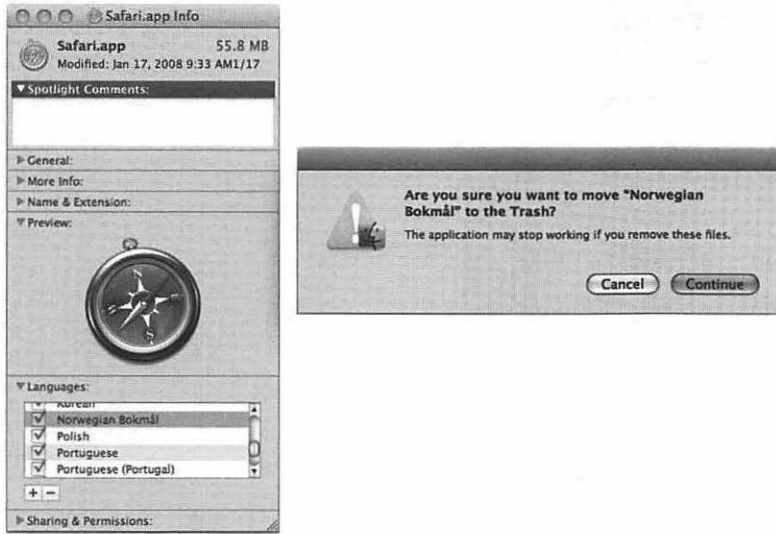 Safari.app Info
Safari.app 55.8 MB
Modified: Jan 17, 2008 9:33 AM1/17
Spotlight Comments:
General:
More Info:
Name & Extension:
Preview:
Languages:
Korean
Norwegian Bokmål
Polish
Portuguese
Portuguese (Portugal)
+ −
Sharing & Permissions:
Are you sure you want to move "Norwegian
Bokmål" to the Trash?
The application may stop working if you remove these files.
Cancel Continue